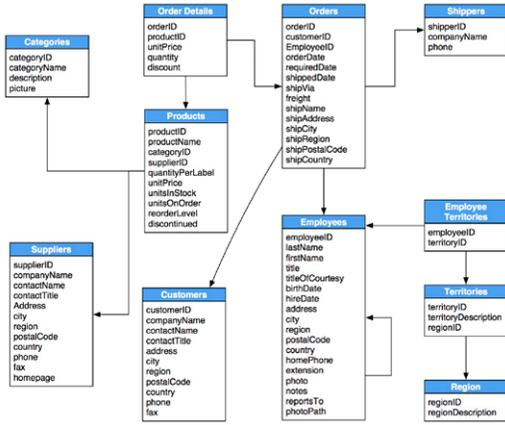 Order Details
orderID
productID
unitPrice
quantity
discount
Orders
orderID
customerID
EmployeeID
orderDate
requiredDate
shippedDate
shipVia
freight
shipName
shipAddress
shipCity
shipRegion
shipPostalCode
shipCountry
Shippers
shipperID
companyName
phone
Categories
categoryID
categoryName
description
picture
Products
productID
productName
categoryID
supplierID
quantityPerLabel
unitPrice
unitsInStock
unitsOnOrder
reorderLevel
discontinued
Employee
Territories
employeeID
territoryID
Employees
employeeID
lastName
firstName
title
titleOfCourtesy
birthDate
hireDate
address
city
region
postalCode
country
homePhone
extension
photo
notes
reportsTo
photoPath
Suppliers
supplierID
companyName
contactName
contactTitle
Address
city
region
postalCode
country
phone
fax
homepage
Customers
customerID
companyName
contactName
contactTitle
address
city
region
postalCode
country
phone
fax
Territories
territoryID
territoryDescription
regionID
Region
regionID
regionDescription